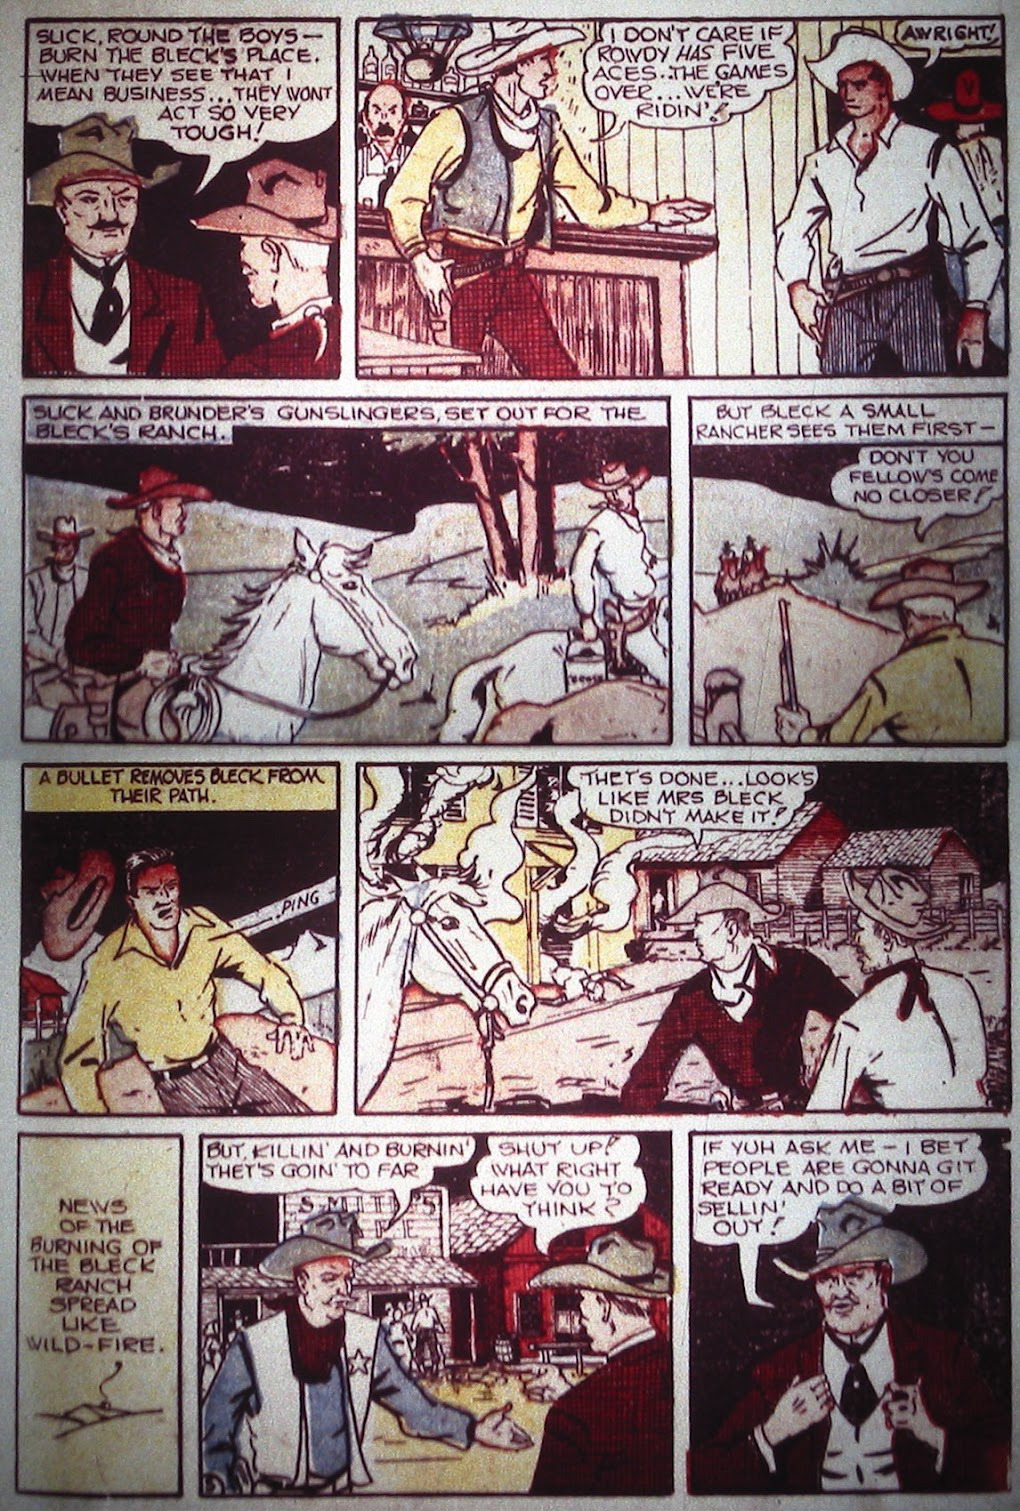 SLICK, ROUND THE BOYS —
BURN THE BLECK'S PLACE.
WHEN THEY SEE THAT I
MEAN BUSINESS... THEY WONT
ACT SO VERY
TOUGH!
I DON'T CARE IF
ROWDY HAS FIVE
ACES... THE GAMES
OVER... WE'RE
RIDIN'!
AWRIGHT!
SLICK AND BRUNDER'S GUNSLINGERS, SET OUT FOR THE
BLECK'S RANCH.
BUT BLECK A SMALL
RANCHER SEES THEM FIRST —
DON'T YOU
FELLOW'S COME
NO CLOSER!
A BULLET REMOVES BLECK FROM
THEIR PATH.
...PING
THET'S DONE... LOOK'S
LIKE MRS BLECK
DIDN'T MAKE IT!
NEWS
OF THE
BURNING OF
THE BLECK
RANCH
SPREAD
LIKE
WILD-FIRE.
BUT, KILLIN' AND BURNIN'
THET'S GOIN' TO FAR
SHUT UP!
WHAT RIGHT
HAVE YOU TO
THINK?
SMITH'S
IF YUH ASK ME — I BET
PEOPLE ARE GONNA GIT
READY AND DO A BIT OF
SELLIN'
OUT!